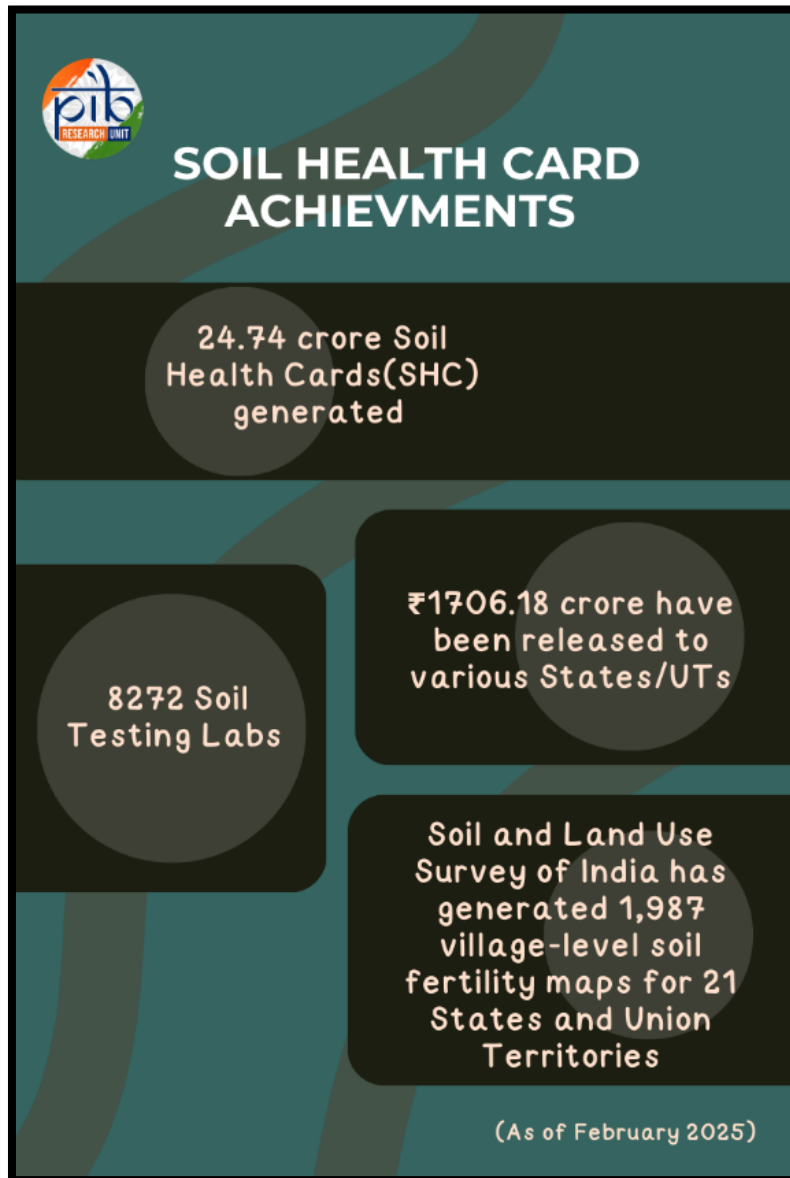 pib
RESEARCH UNIT
SOIL HEALTH CARD
ACHIEVMENTS
24.74 crore Soil
Health Cards(SHC)
generated
8272 Soil
Testing Labs
₹1706.18 crore have
been released to
various States/UTs
Soil and Land Use
Survey of India has
generated 1,987
village-level soil
fertility maps for 21
States and Union
Territories
(As of February 2025)